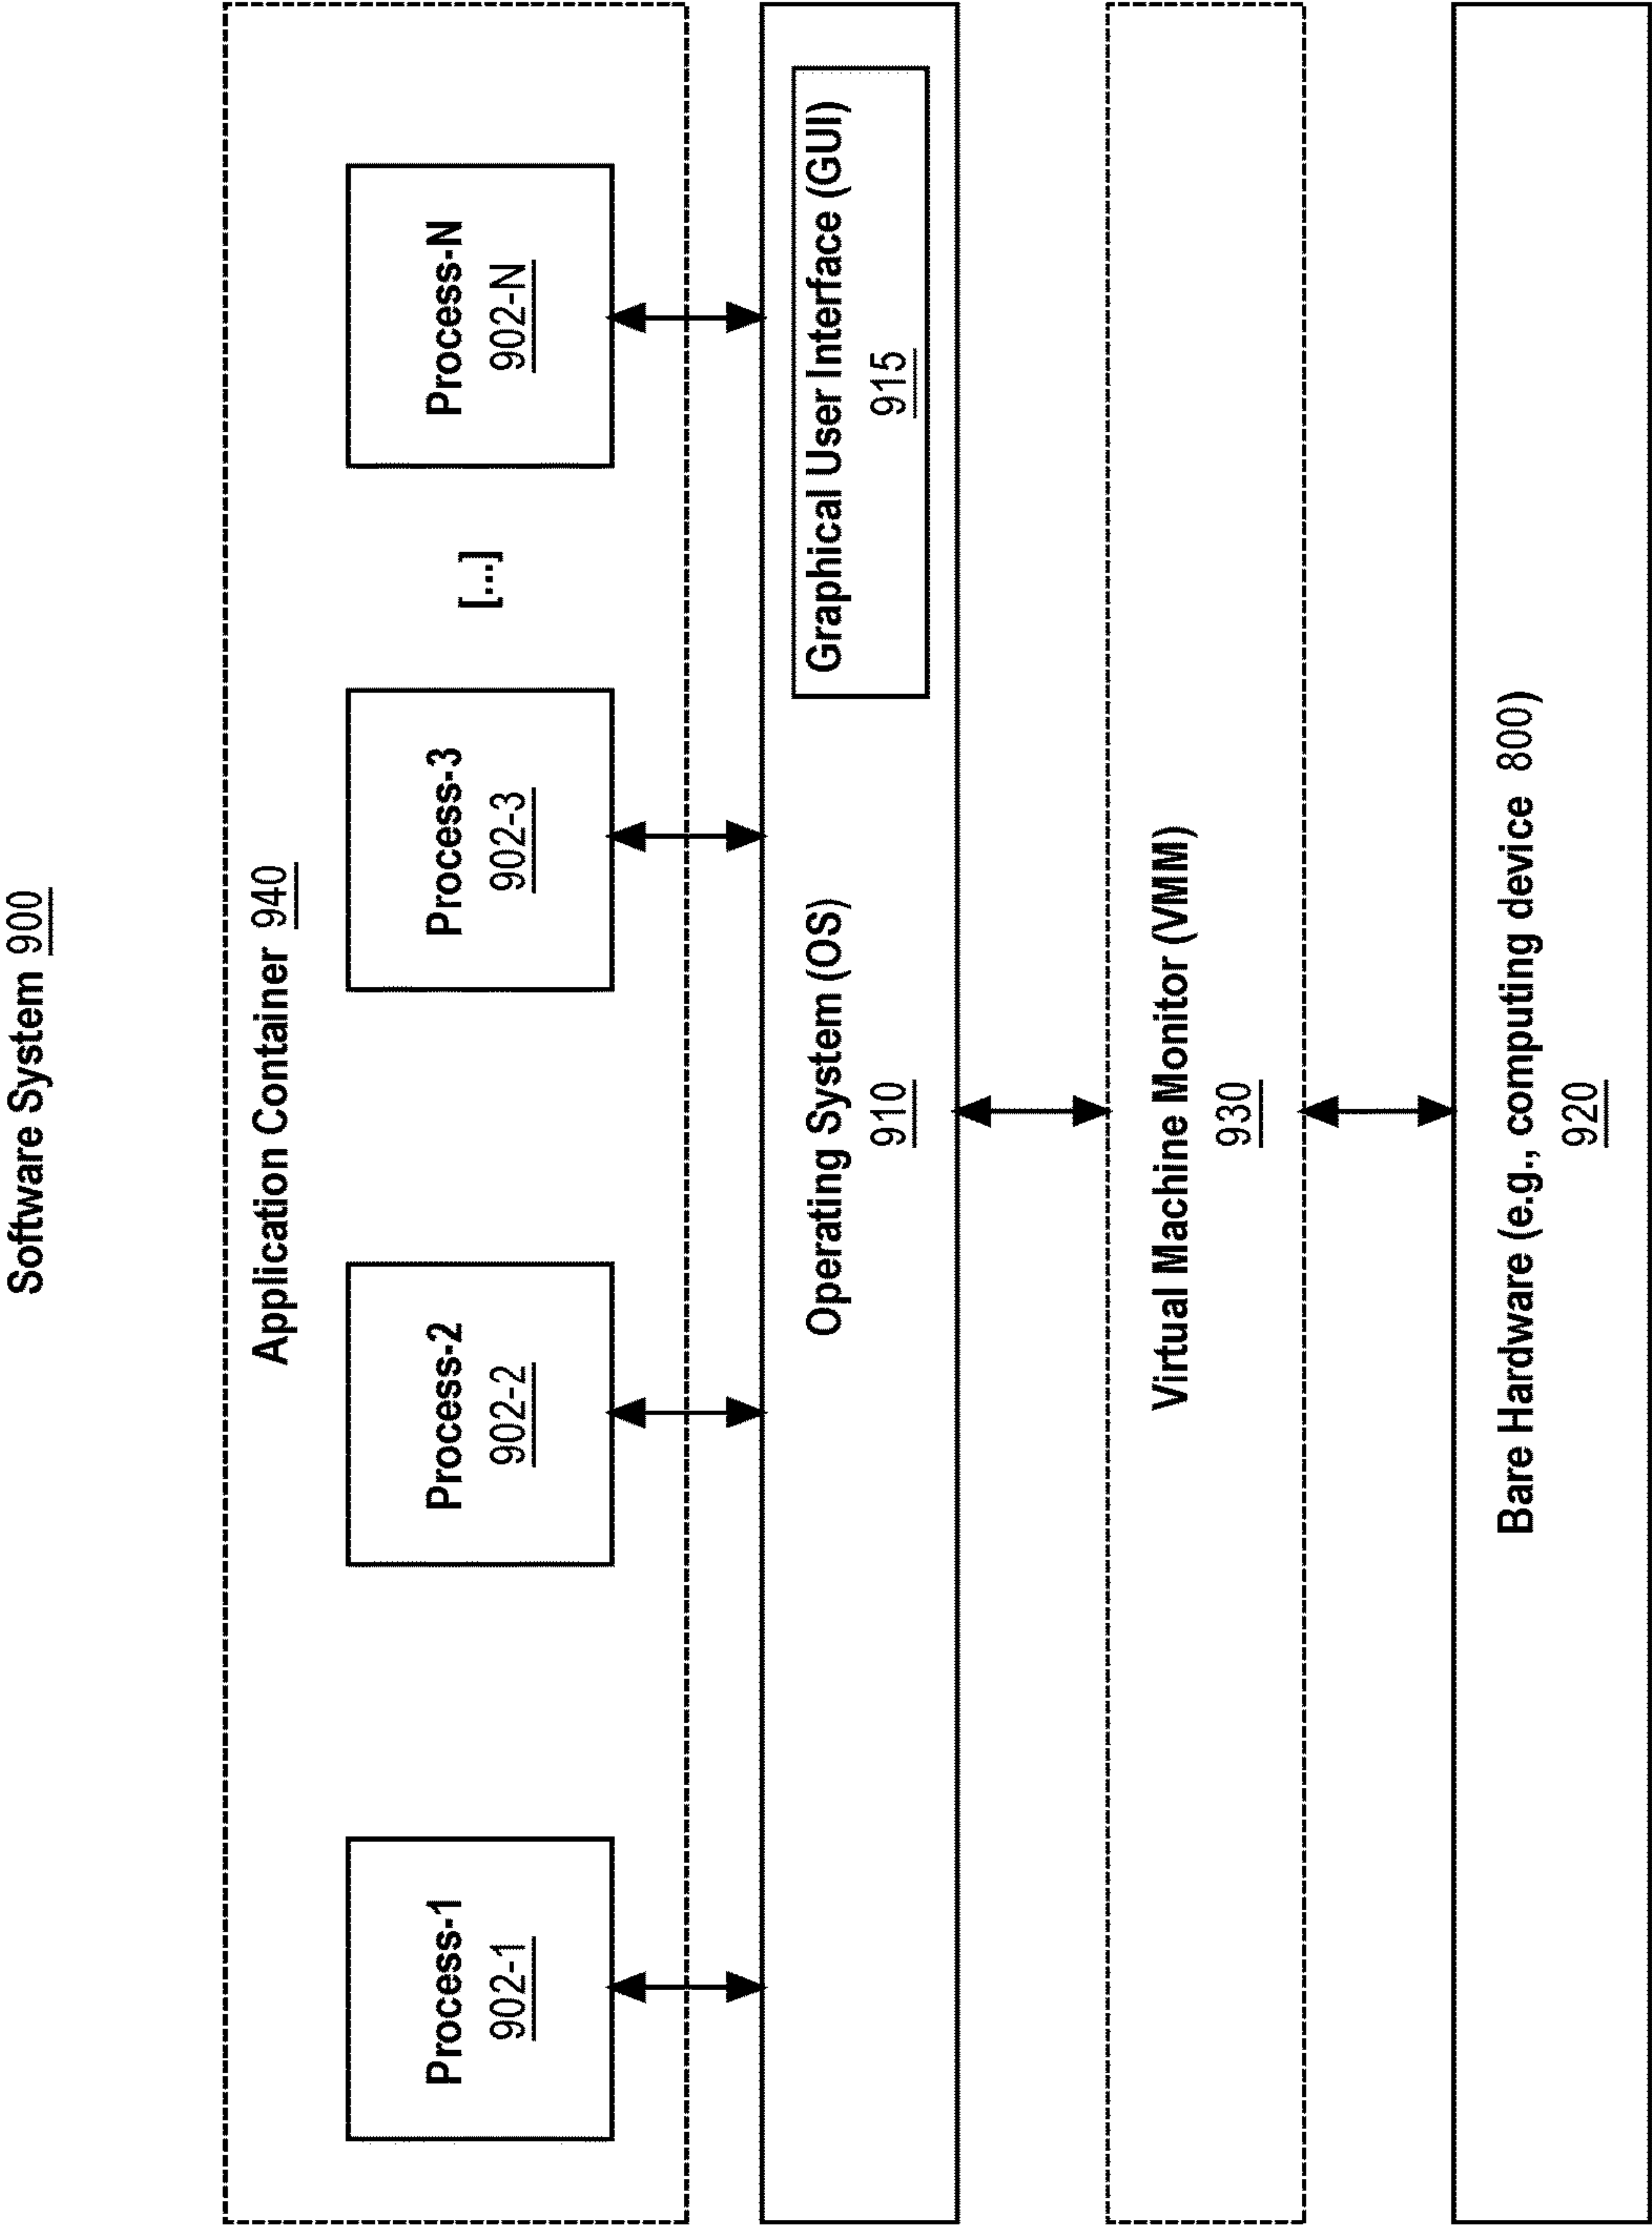 Software System 900
Application Container 940
Process-1
902-1
Process-2
902-2
Process-3
902-3
[...]
Process-N
902-N
Operating System (OS)
910
Graphical User Interface (GUI)
915
Virtual Machine Monitor (VMM)
930
Bare Hardware (e.g., computing device 800)
920